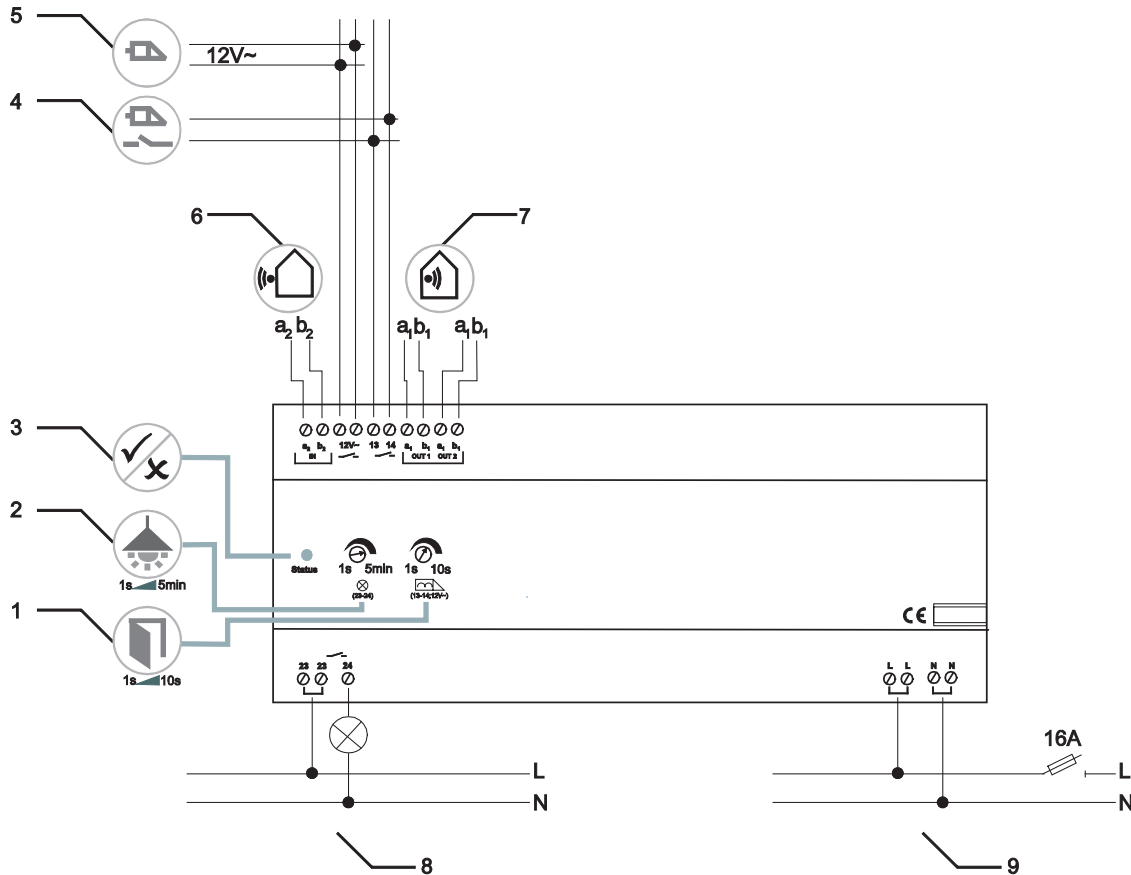 5
12V~
4
6
7
a2 b2
a1 b1
a1 b1
a2 b2 12V~ 13 14 a1 b1 a1 b1
IN OUT 1 OUT 2
3
2
1s 5min
1
1s 10s
Status
1s 5min
(23-24)
1s 10s
(13-14;12V~)
CE
23 23 24
L L N N
L
N
16A
L
N
8
9